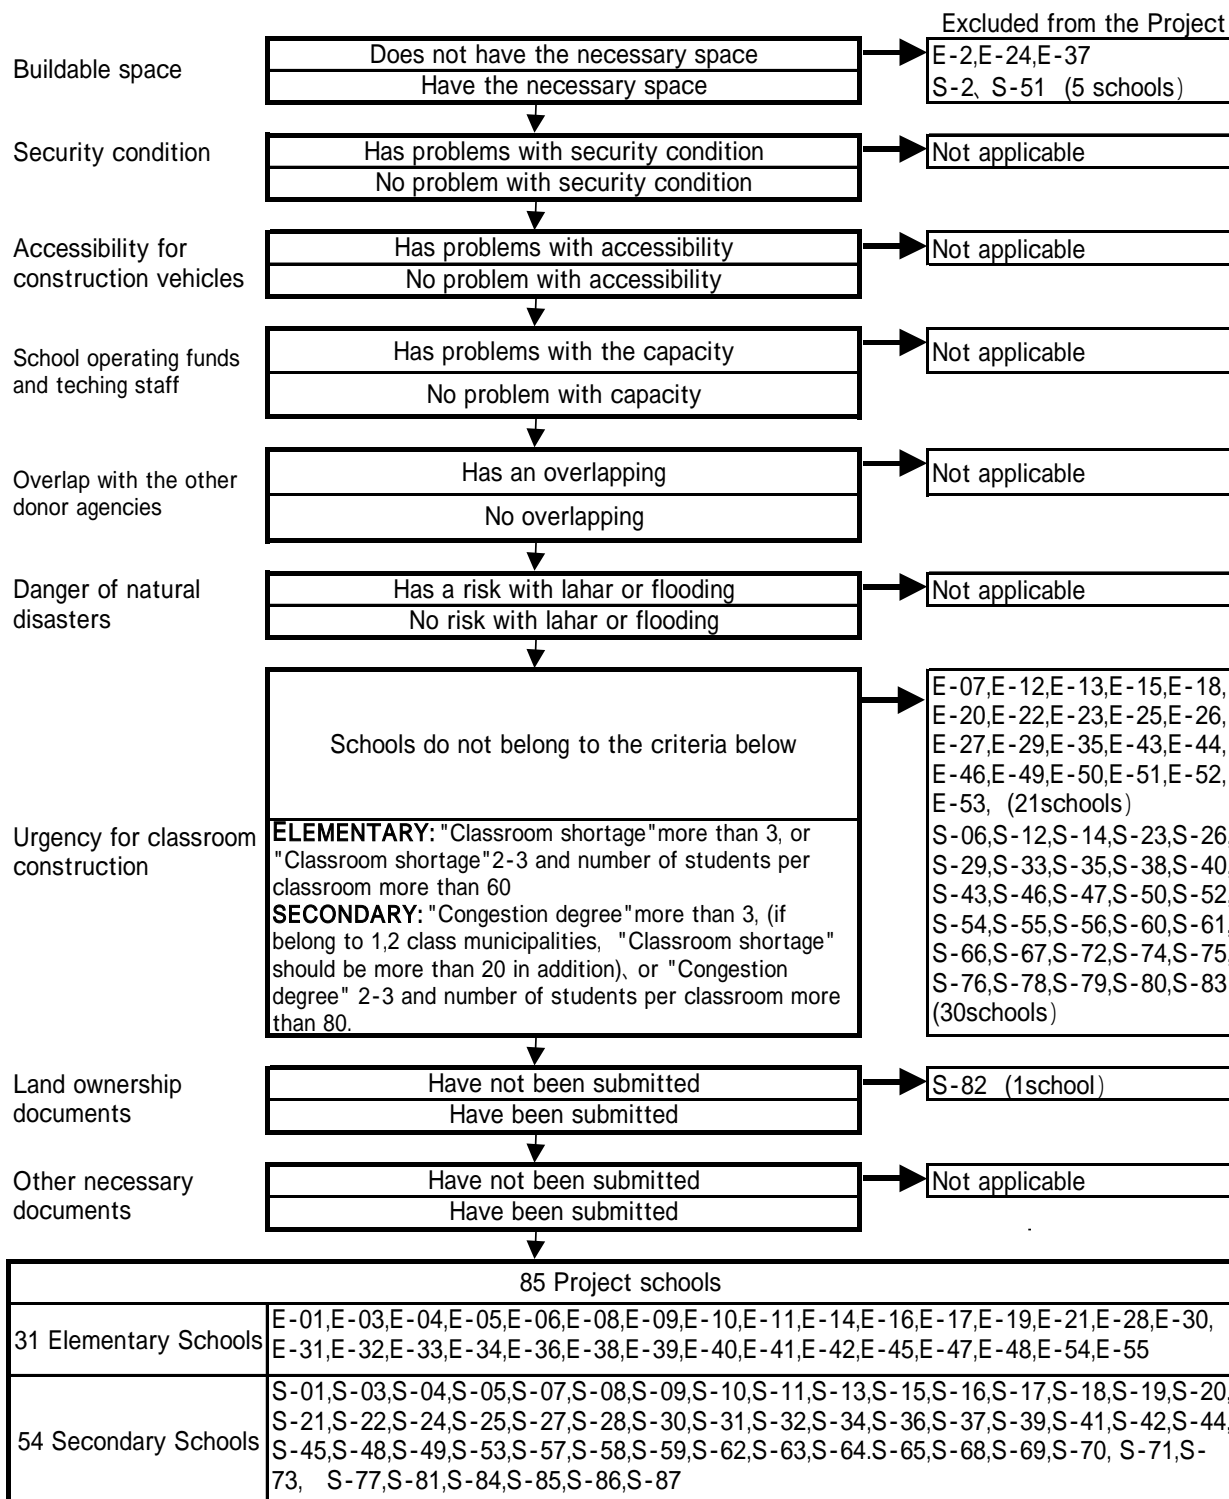 Excluded from the Project
Buildable space
Does not have the necessary space
Have the necessary space
E-2,E-24,E-37
S-2、S-51 (5 schools)
Security condition
Has problems with security condition
No problem with security condition
Not applicable
Accessibility for
construction vehicles
Has problems with accessibility
No problem with accessibility
Not applicable
School operating funds
and teching staff
Has problems with the capacity
No problem with capacity
Not applicable
Overlap with the other
donor agencies
Has an overlapping
No overlapping
Not applicable
Danger of natural
disasters
Has a risk with lahar or flooding
No risk with lahar or flooding
Not applicable
Urgency for classroom
construction
Schools do not belong to the criteria below
ELEMENTARY: "Classroom shortage"more than 3, or
"Classroom shortage"2-3 and number of students per
classroom more than 60
SECONDARY: "Congestion degree"more than 3, (if
belong to 1,2 class municipalities, "Classroom shortage"
should be more than 20 in addition)、or "Congestion
degree" 2-3 and number of students per classroom more
than 80.
E-07,E-12,E-13,E-15,E-18,
E-20,E-22,E-23,E-25,E-26,
E-27,E-29,E-35,E-43,E-44,
E-46,E-49,E-50,E-51,E-52,
E-53, (21schools)
S-06,S-12,S-14,S-23,S-26,
S-29,S-33,S-35,S-38,S-40,
S-43,S-46,S-47,S-50,S-52,
S-54,S-55,S-56,S-60,S-61,
S-66,S-67,S-72,S-74,S-75,
S-76,S-78,S-79,S-80,S-83
(30schools)
Land ownership
documents
Have not been submitted
Have been submitted
S-82 (1school)
Other necessary
documents
Have not been submitted
Have been submitted
Not applicable
85 Project schools
31 Elementary Schools
E-01,E-03,E-04,E-05,E-06,E-08,E-09,E-10,E-11,E-14,E-16,E-17,E-19,E-21,E-28,E-30,
E-31,E-32,E-33,E-34,E-36,E-38,E-39,E-40,E-41,E-42,E-45,E-47,E-48,E-54,E-55
54 Secondary Schools
S-01,S-03,S-04,S-05,S-07,S-08,S-09,S-10,S-11,S-13,S-15,S-16,S-17,S-18,S-19,S-20,
S-21,S-22,S-24,S-25,S-27,S-28,S-30,S-31,S-32,S-34,S-36,S-37,S-39,S-41,S-42,S-44,
S-45,S-48,S-49,S-53,S-57,S-58,S-59,S-62,S-63,S-64.S-65,S-68,S-69,S-70, S-71,S-
73, S-77,S-81,S-84,S-85,S-86,S-87